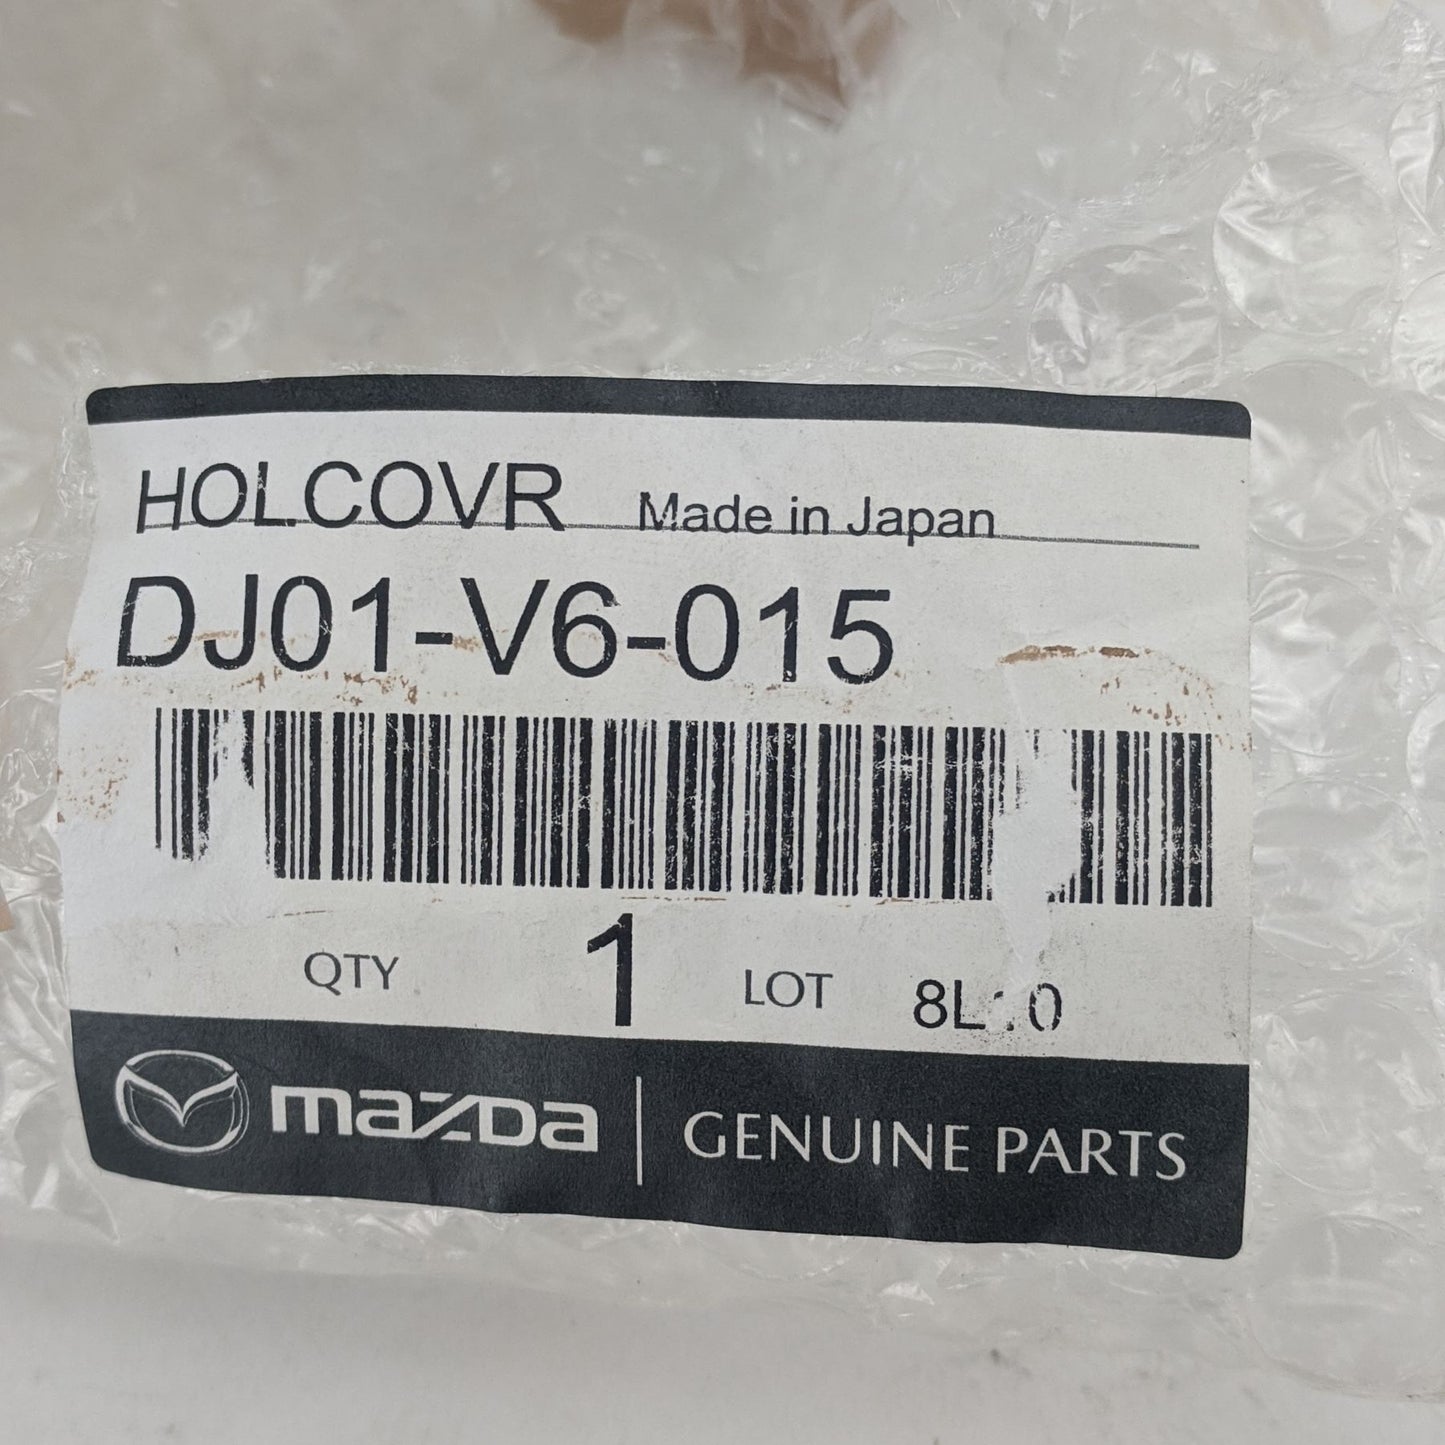 HOLCOVR Made in Japan
DJ01-V6-015
QTY 1 LOT
mazda GENUINE PARTS